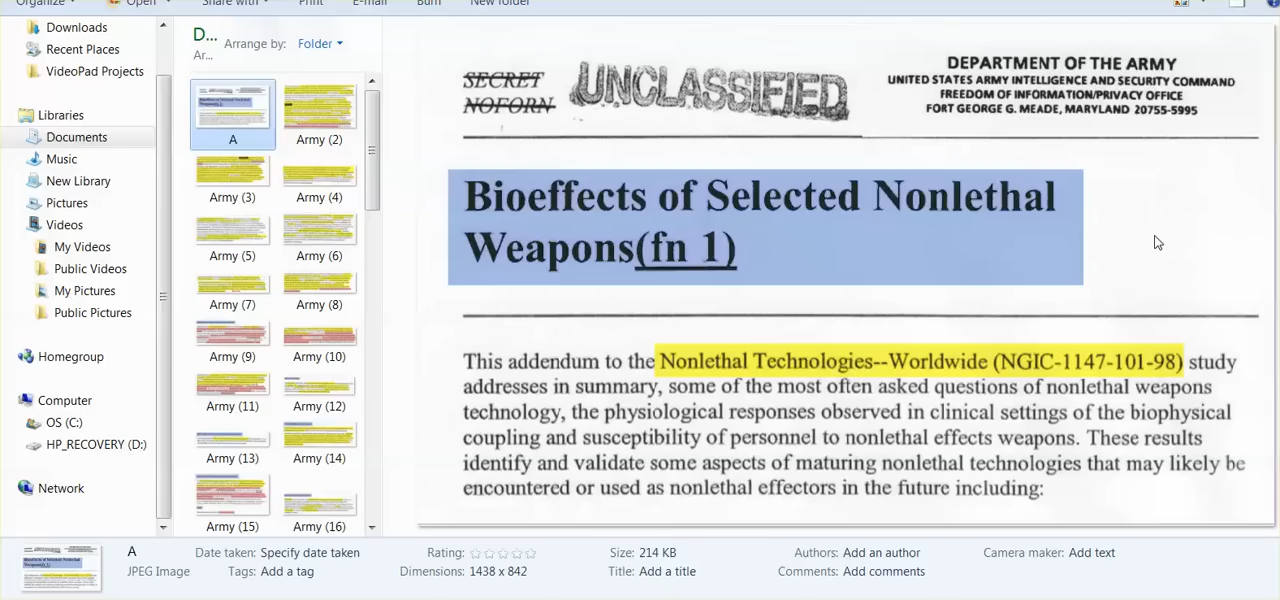 Organize
Open
Share with
Print
E-mail
Burn
New folder
Downloads
Recent Places
VideoPad Projects
Libraries
Documents
Music
New Library
Pictures
Videos
My Videos
Public Videos
My Pictures
Public Pictures
Homegroup
Computer
OS (C:)
HP_RECOVERY (D:)
Network
D...
Ar...
Arrange by: Folder
A
Army (2)
Army (3)
Army (4)
Army (5)
Army (6)
Army (7)
Army (8)
Army (9)
Army (10)
Army (11)
Army (12)
Army (13)
Army (14)
Army (15)
Army (16)
SECRET
NOFORN
UNCLASSIFIED
DEPARTMENT OF THE ARMY
UNITED STATES ARMY INTELLIGENCE AND SECURITY COMMAND
FREEDOM OF INFORMATION/PRIVACY OFFICE
FORT GEORGE G. MEADE, MARYLAND 20755-5995
Bioeffects of Selected Nonlethal
Weapons(fn 1)
This addendum to the Nonlethal Technologies--Worldwide (NGIC-1147-101-98) study
addresses in summary, some of the most often asked questions of nonlethal weapons
technology, the physiological responses observed in clinical settings of the biophysical
coupling and susceptibility of personnel to nonlethal effects weapons. These results
identify and validate some aspects of maturing nonlethal technologies that may likely be
encountered or used as nonlethal effectors in the future including:
A
JPEG Image
Date taken: Specify date taken
Tags: Add a tag
Rating:
Dimensions: 1438 x 842
Size: 214 KB
Title: Add a title
Authors: Add an author
Comments: Add comments
Camera maker: Add text